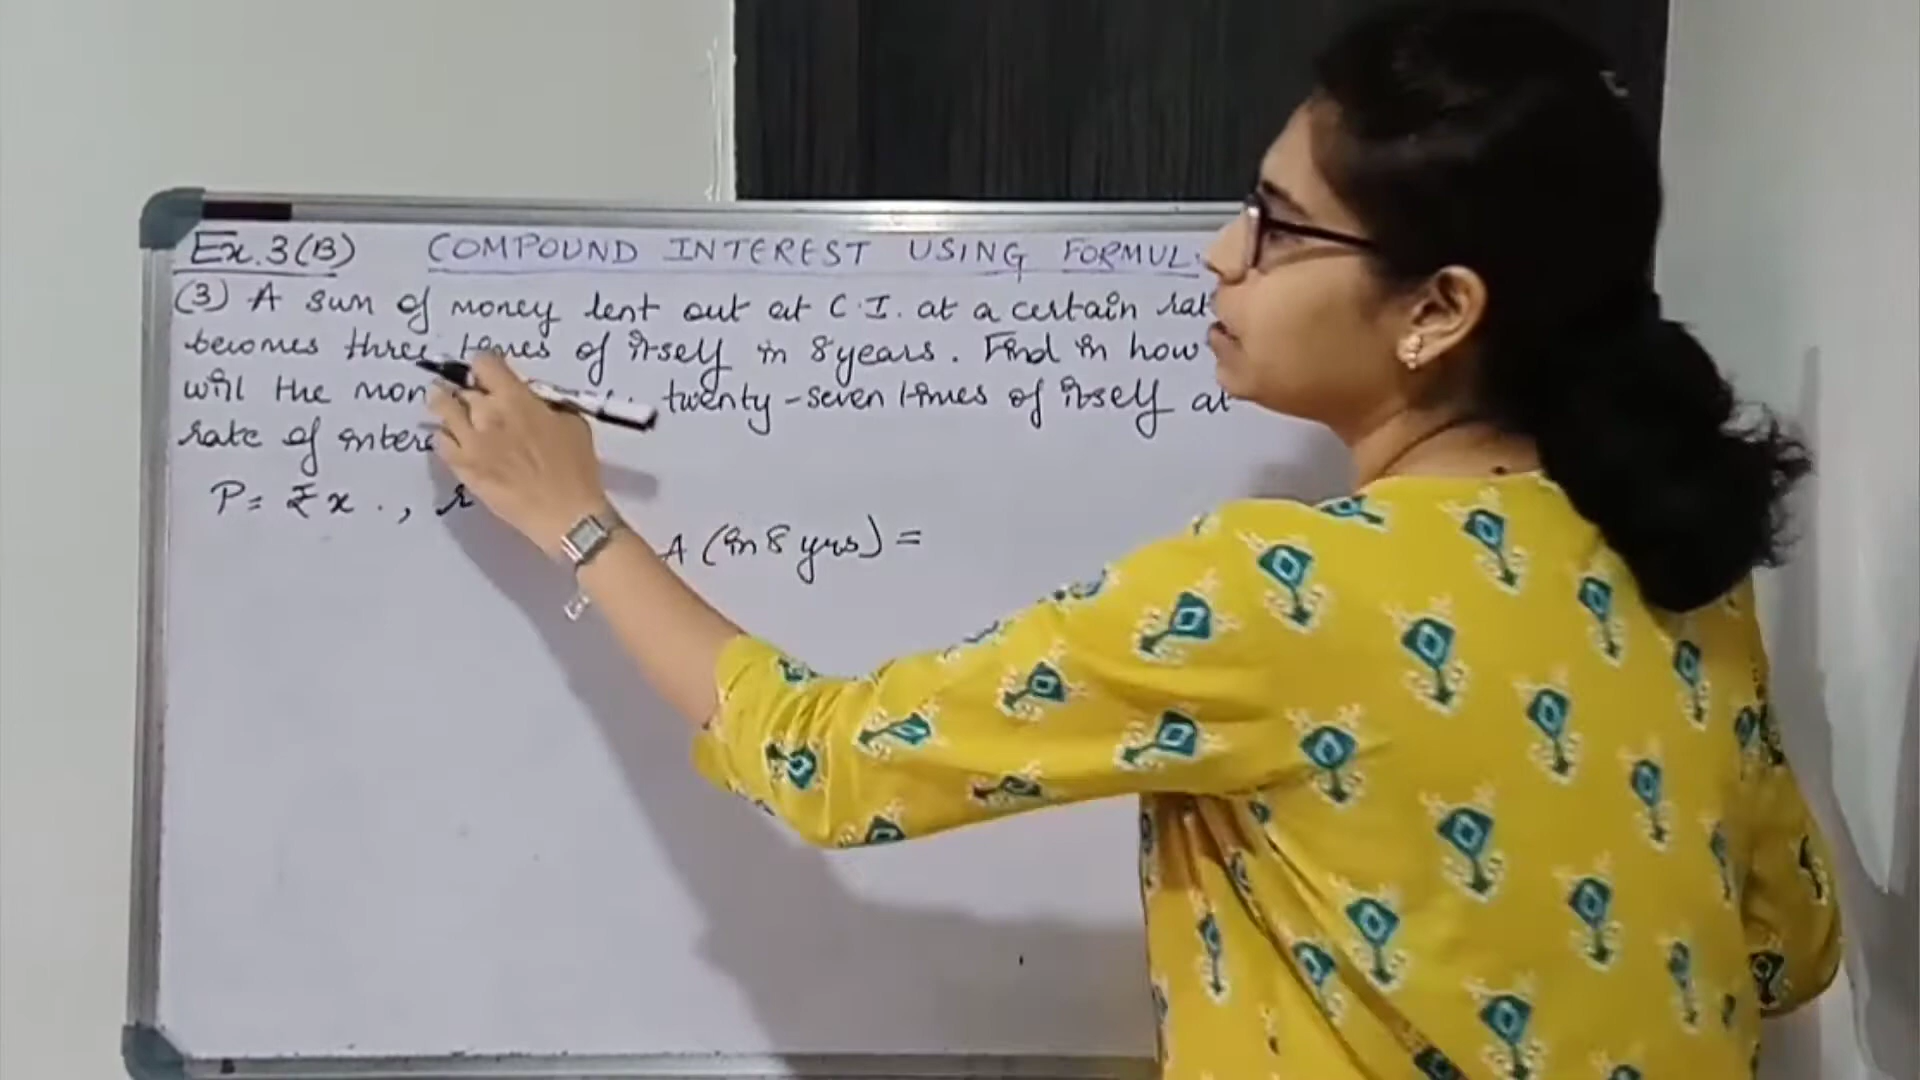 Ex. 3(B) COMPOUND INTEREST USING FORMUL
(3) A sum of money lent out at C.I. at a certain rat
becomes three times of itself in 8 years. Find in how
will the mon twenty-seven times of itself at
rate of intere
P = ₹ x . , r
A (in 8 yrs) =